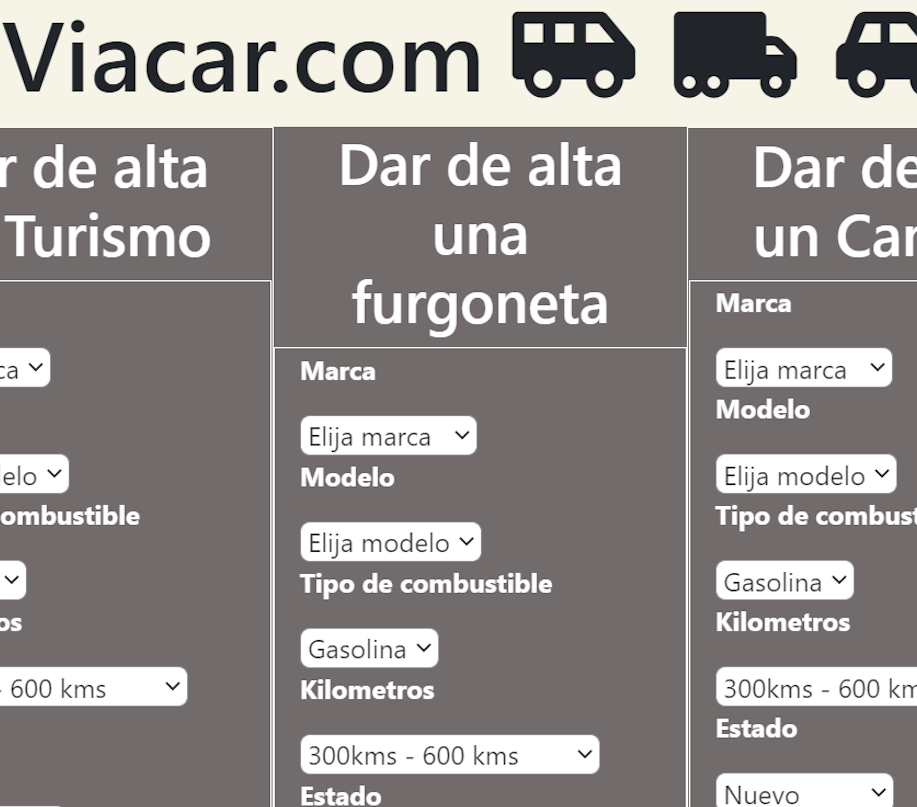 Viacar.com
r de alta
Turismo
ca
elo
ombustible
os
- 600 kms
Dar de alta
una
furgoneta
Marca
Elija marca
Modelo
Elija modelo
Tipo de combustible
Gasolina
Kilometros
300kms - 600 kms
Estado
Dar de
un Car
Marca
Elija marca
Modelo
Elija modelo
Tipo de combust
Gasolina
Kilometros
300kms - 600 km
Estado
Nuevo